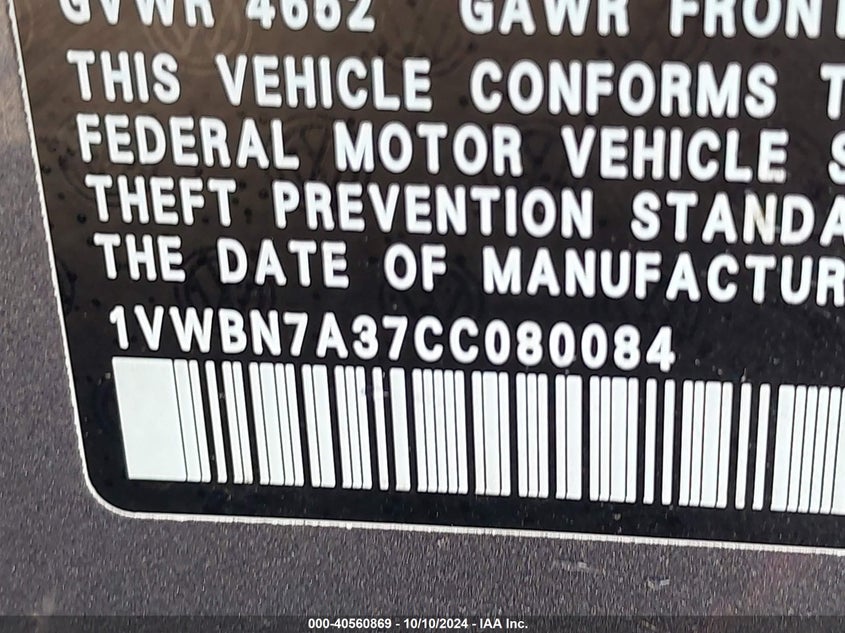 GVWR 4662 GAWR FRONT
THIS VEHICLE CONFORMS T
FEDERAL MOTOR VEHICLE S
THEFT PREVENTION STANDA
THE DATE OF MANUFACTUR
1VWBN7A37CC080084
000-40560869 - 10/10/2024 - IAA Inc.